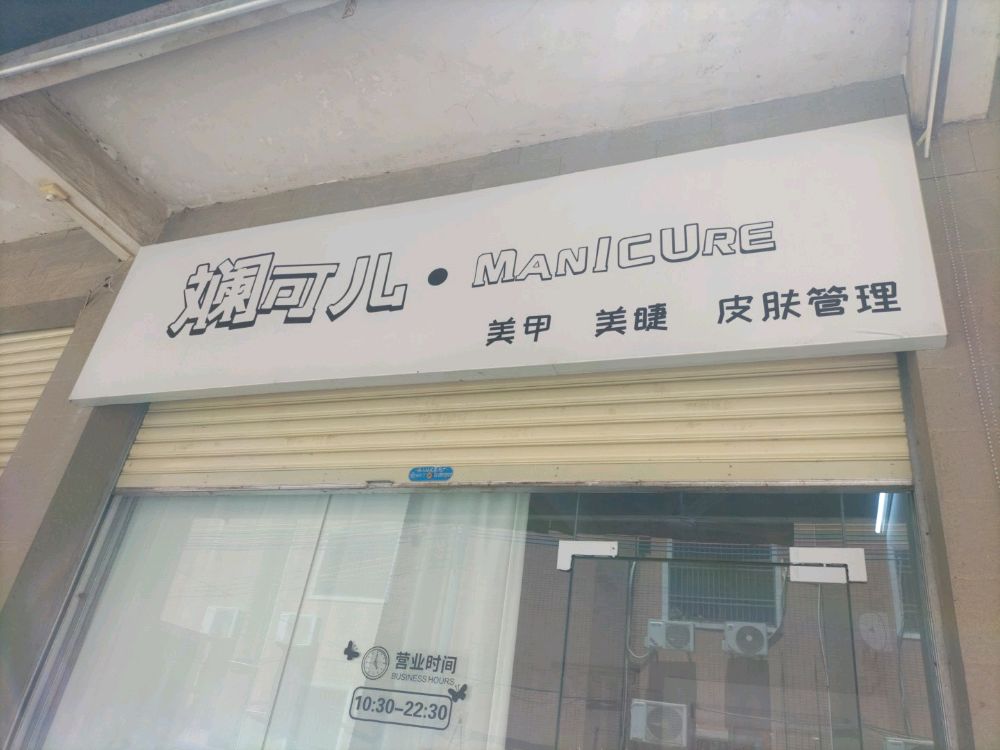 斓可儿·MANICURE
美甲 美睫 皮肤管理
营业时间
BUSINESS HOURS
10:30-22:30